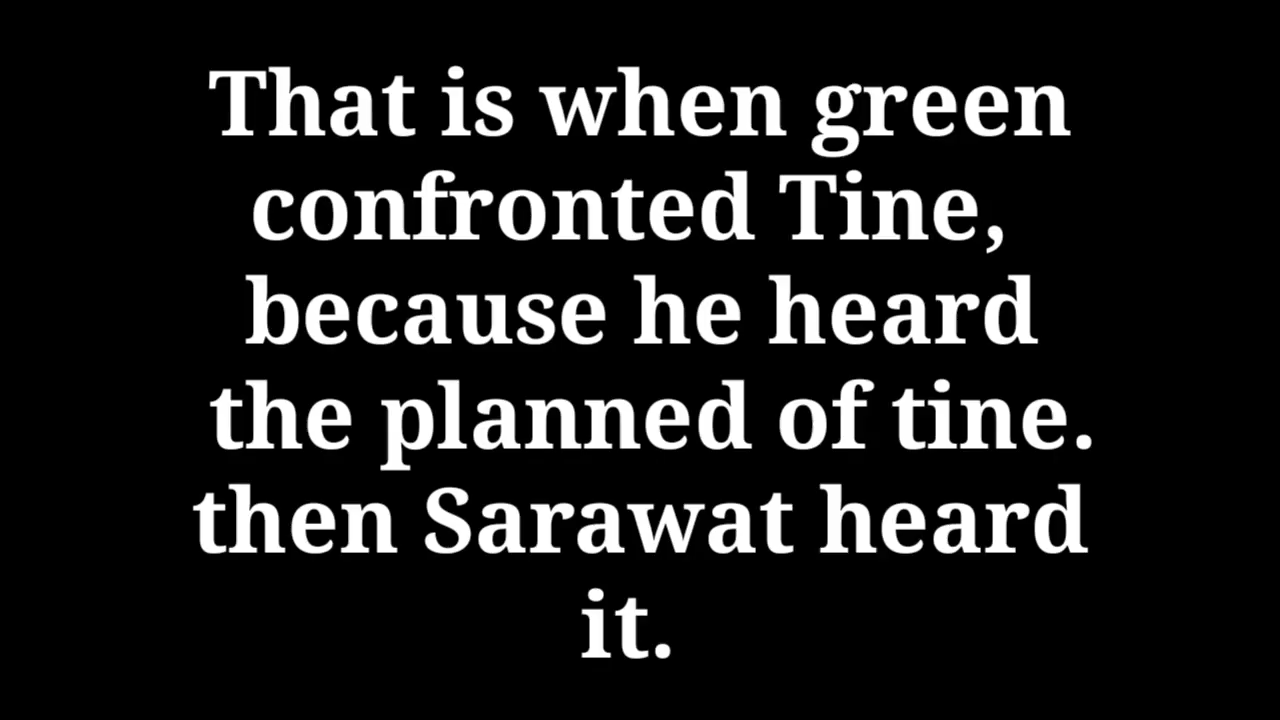 That is when green
confronted Tine,
because he heard
the planned of tine.
then Sarawat heard
it.